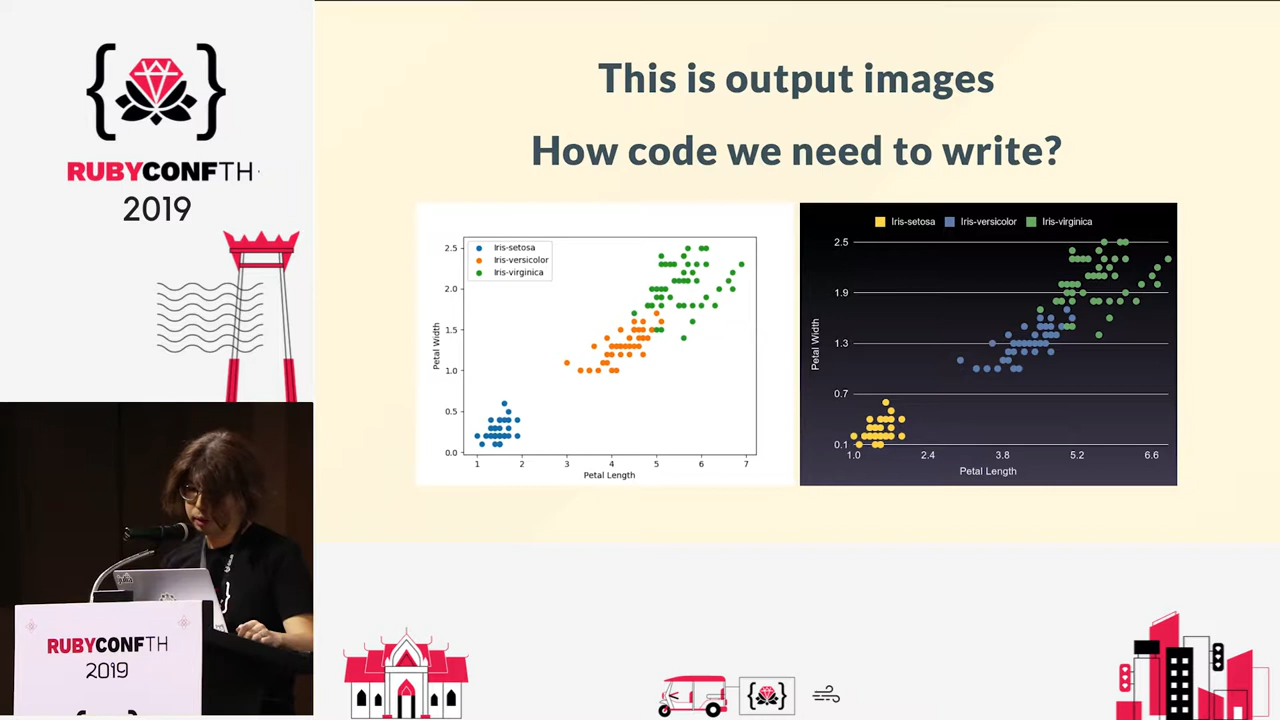 RUBYCONFTH
2019
This is output images
How code we need to write?
Iris-setosa
Iris-versicolor
Iris-virginica
2.5
2.0
1.5
1.0
0.5
0.0
Petal Width
1 2 3 4 5 6 7
Petal Length
Iris-setosa Iris-versicolor Iris-virginica
2.5
1.9
1.3
0.7
0.1
Petal Width
1.0 2.4 3.8 5.2 6.6
Petal Length
RUBYCONFTH
2019